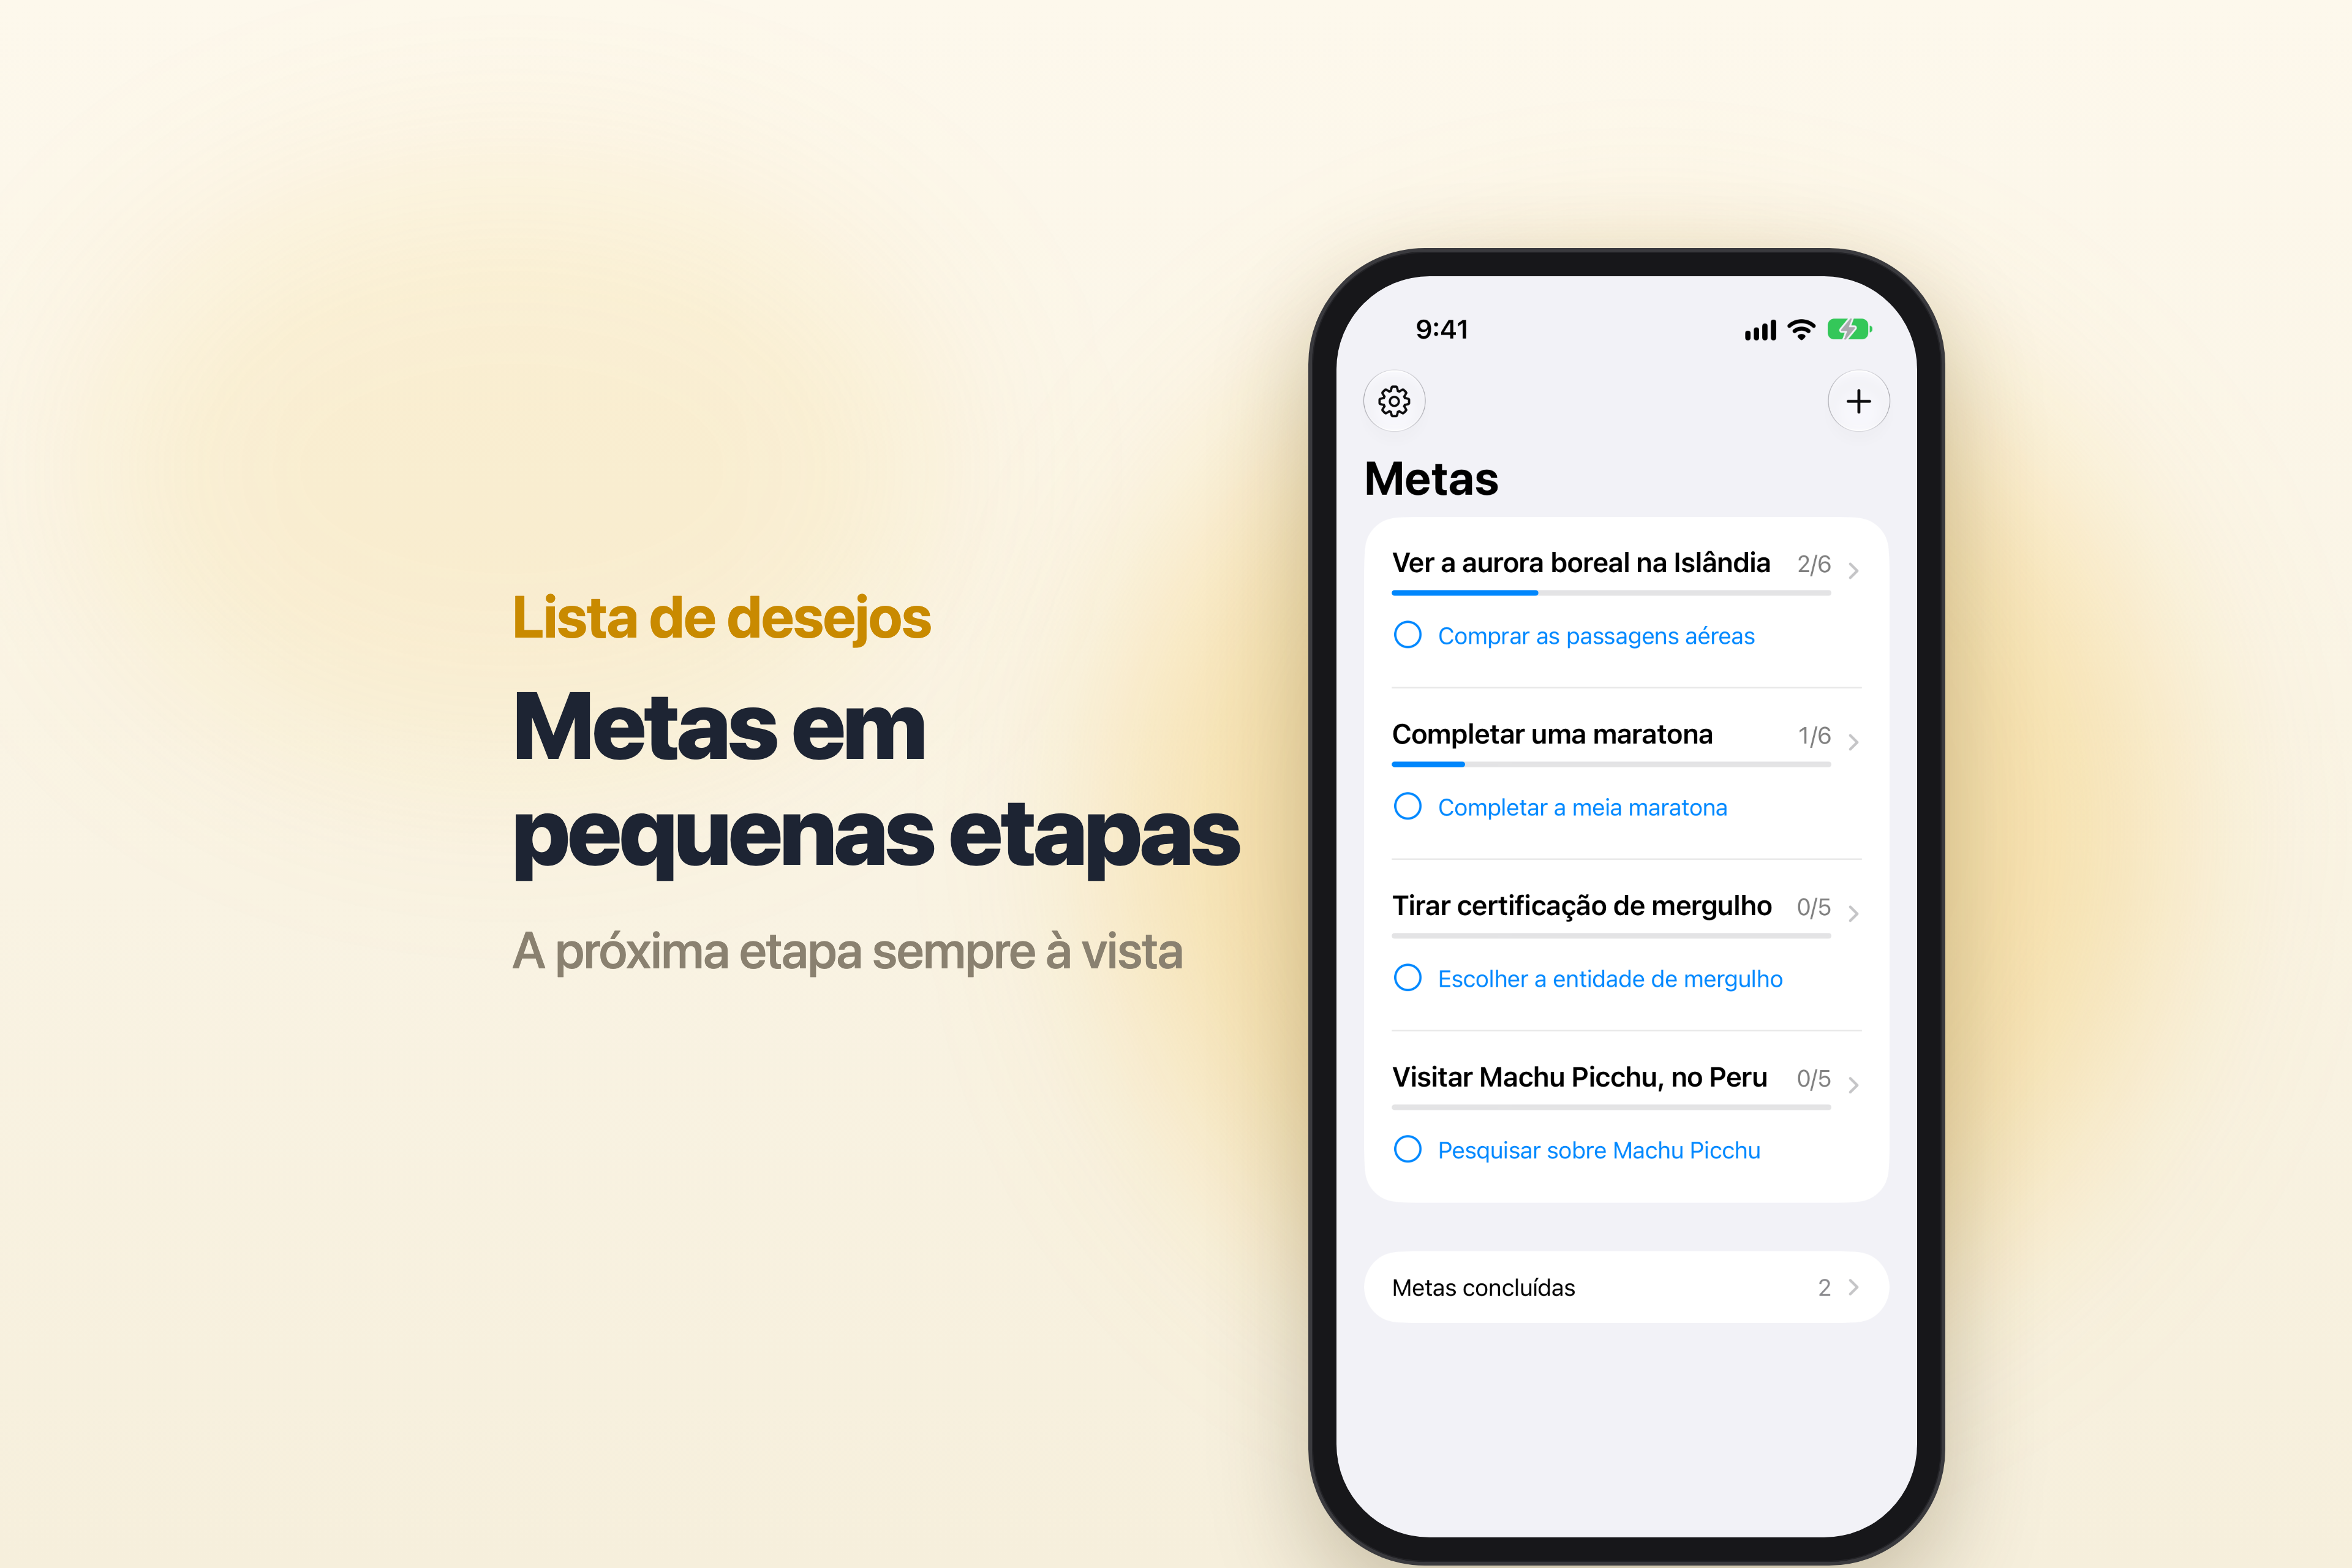 Lista de desejos
Metas em
pequenas etapas
A próxima etapa sempre à vista
9:41
Metas
Ver a aurora boreal na Islândia 2/6
Comprar as passagens aéreas
Completar uma maratona 1/6
Completar a meia maratona
Tirar certificação de mergulho 0/5
Escolher a entidade de mergulho
Visitar Machu Picchu, no Peru 0/5
Pesquisar sobre Machu Picchu
Metas concluídas 2